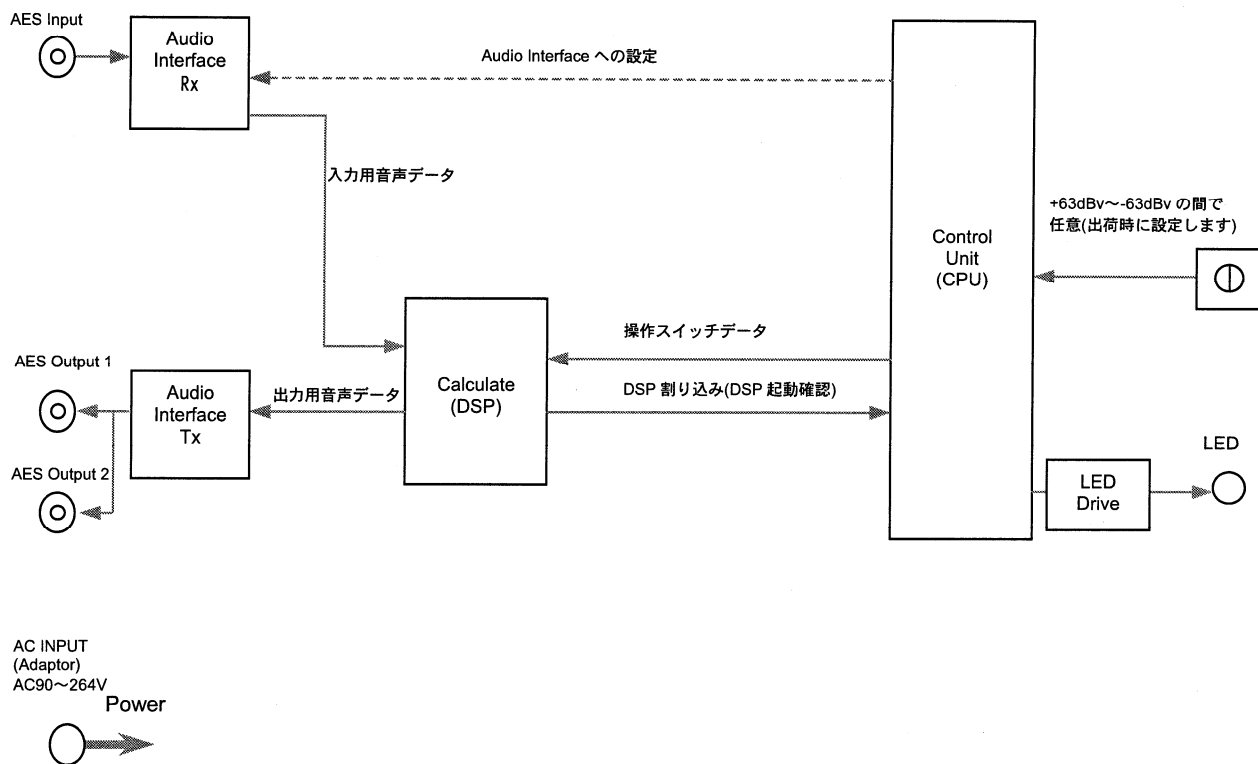 AES Input
Audio
Interface
Rx
Audio Interface への設定
入力用音声データ
+63dBv～-63dBv の間で
任意(出荷時に設定します)
Control
Unit
(CPU)
操作スイッチデータ
AES Output 1
Audio
Interface
Tx
出力用音声データ
Calculate
(DSP)
DSP 割り込み(DSP 起動確認)
AES Output 2
LED
LED
Drive
AC INPUT
(Adaptor)
AC90～264V
Power